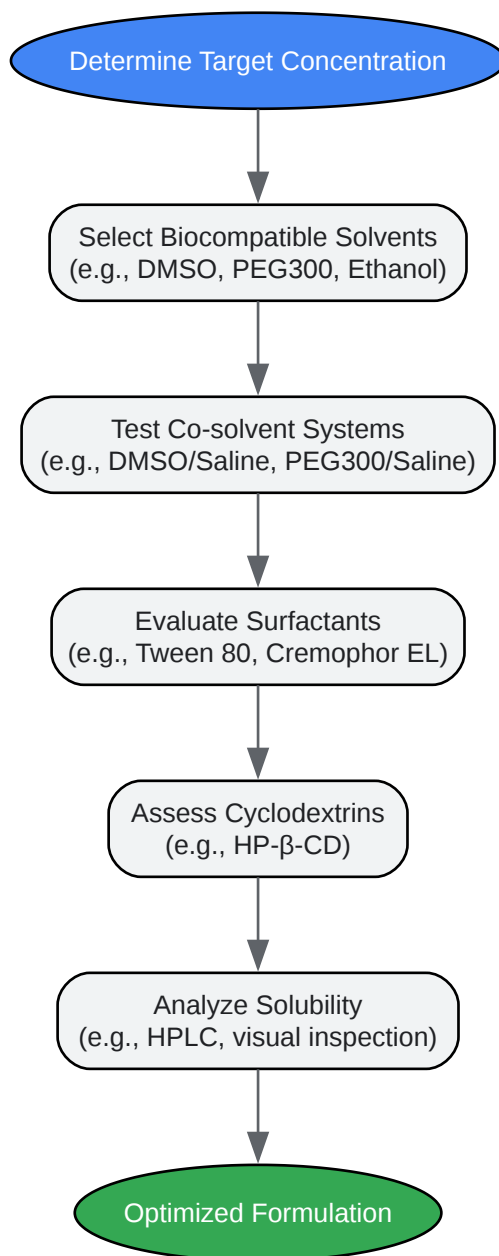 Determine Target Concentration
Select Biocompatible Solvents
(e.g., DMSO, PEG300, Ethanol)
Test Co-solvent Systems
(e.g., DMSO/Saline, PEG300/Saline)
Evaluate Surfactants
(e.g., Tween 80, Cremophor EL)
Assess Cyclodextrins
(e.g., HP-β-CD)
Analyze Solubility
(e.g., HPLC, visual inspection)
Optimized Formulation